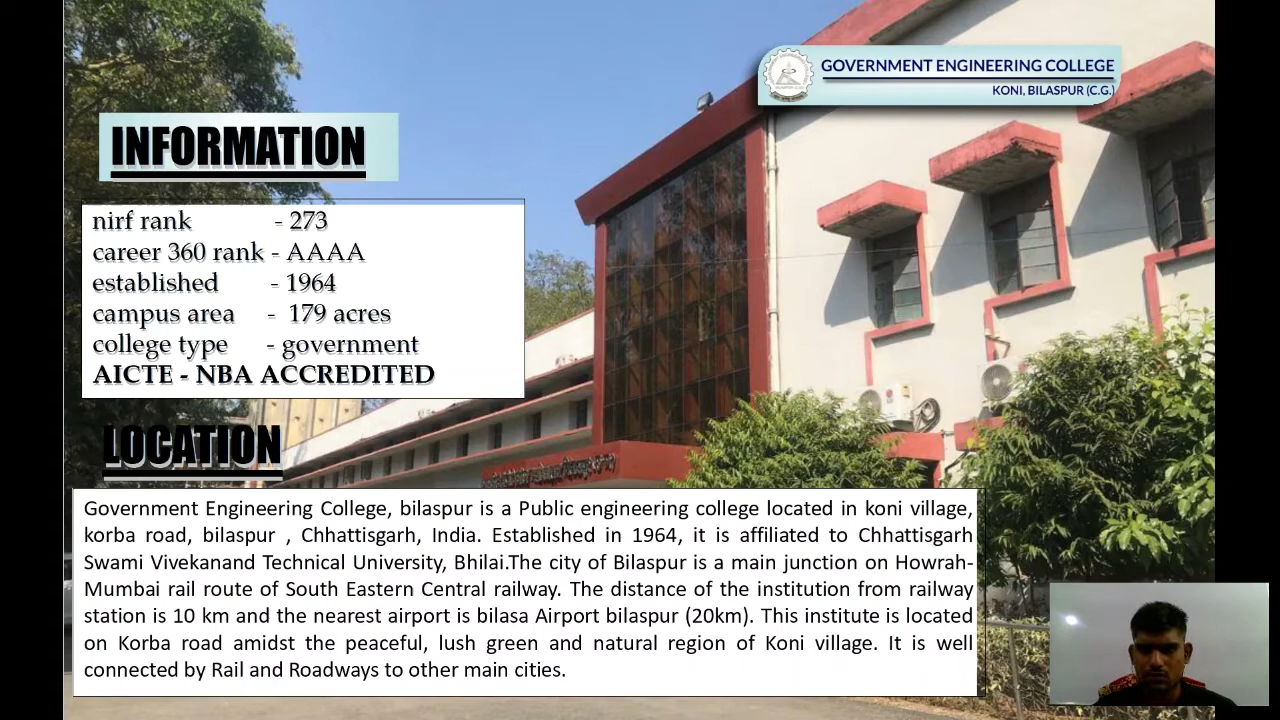 GOVERNMENT ENGINEERING COLLEGE
KONI, BILASPUR (C.G.)
INFORMATION
nirf rank - 273
career 360 rank - AAAA
established - 1964
campus area - 179 acres
college type - government
AICTE - NBA ACCREDITED
LOCATION
Government Engineering College, bilaspur is a Public engineering college located in koni village,
korba road, bilaspur , Chhattisgarh, India. Established in 1964, it is affiliated to Chhattisgarh
Swami Vivekanand Technical University, Bhilai.The city of Bilaspur is a main junction on Howrah-
Mumbai rail route of South Eastern Central railway. The distance of the institution from railway
station is 10 km and the nearest airport is bilasa Airport bilaspur (20km). This institute is located
on Korba road amidst the peaceful, lush green and natural region of Koni village. It is well
connected by Rail and Roadways to other main cities.